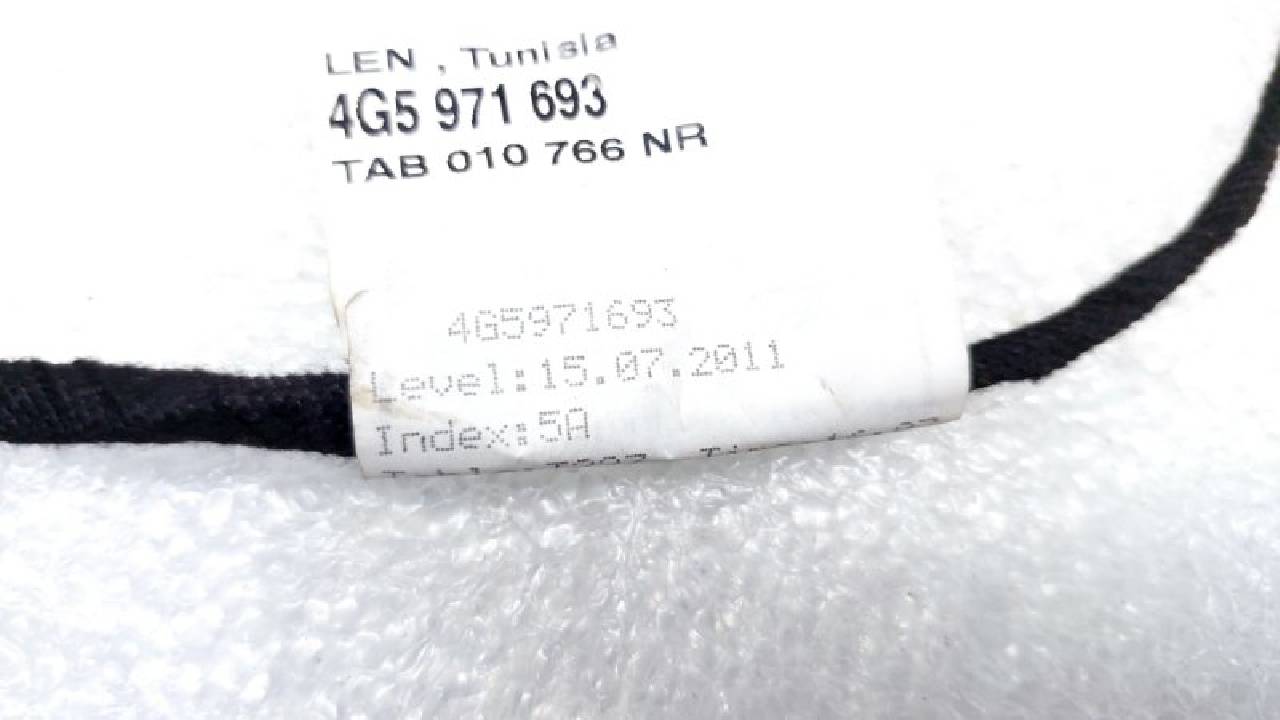 LEN , Tunisia
4G5 971 693
TAB 010 766 NR
4G5971693
Level:15.07.2011
Index:5A